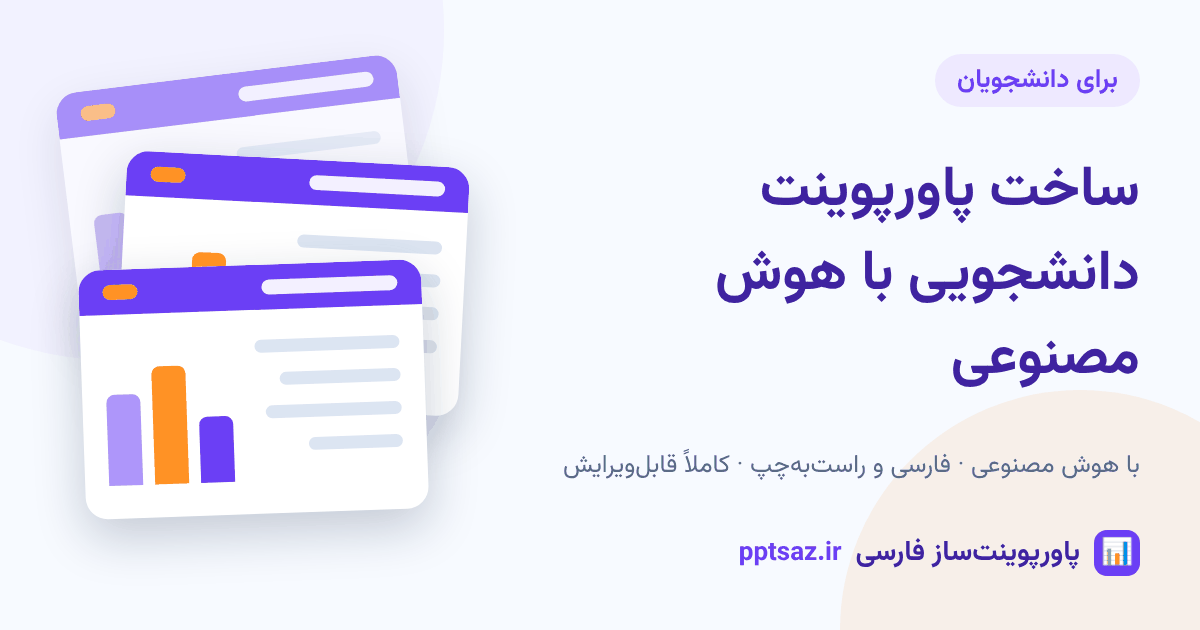 برای دانشجویان
ساخت پاورپوینت
دانشجویی با هوش
مصنوعی
با هوش مصنوعی · فارسی و راست‌به‌چپ · کاملاً قابل‌ویرایش
پاورپوینت‌ساز فارسی pptsaz.ir